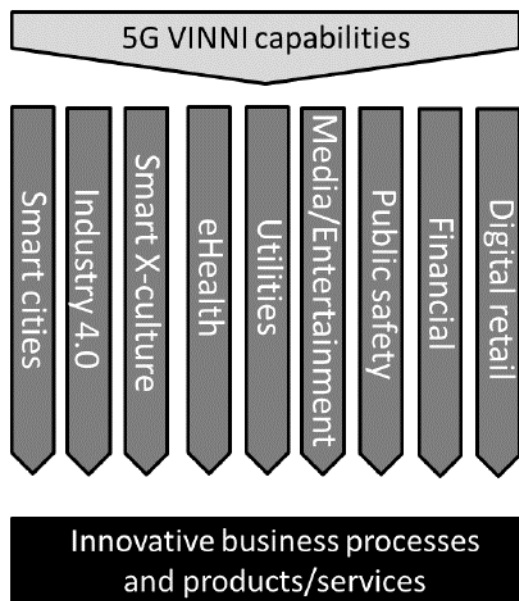 5G VINNI capabilities
Smart cities
Industry 4.0
Smart X-culture
eHealth
Utilities
Media/Entertainment
Public safety
Financial
Digital retail
Innovative business processes
and products/services